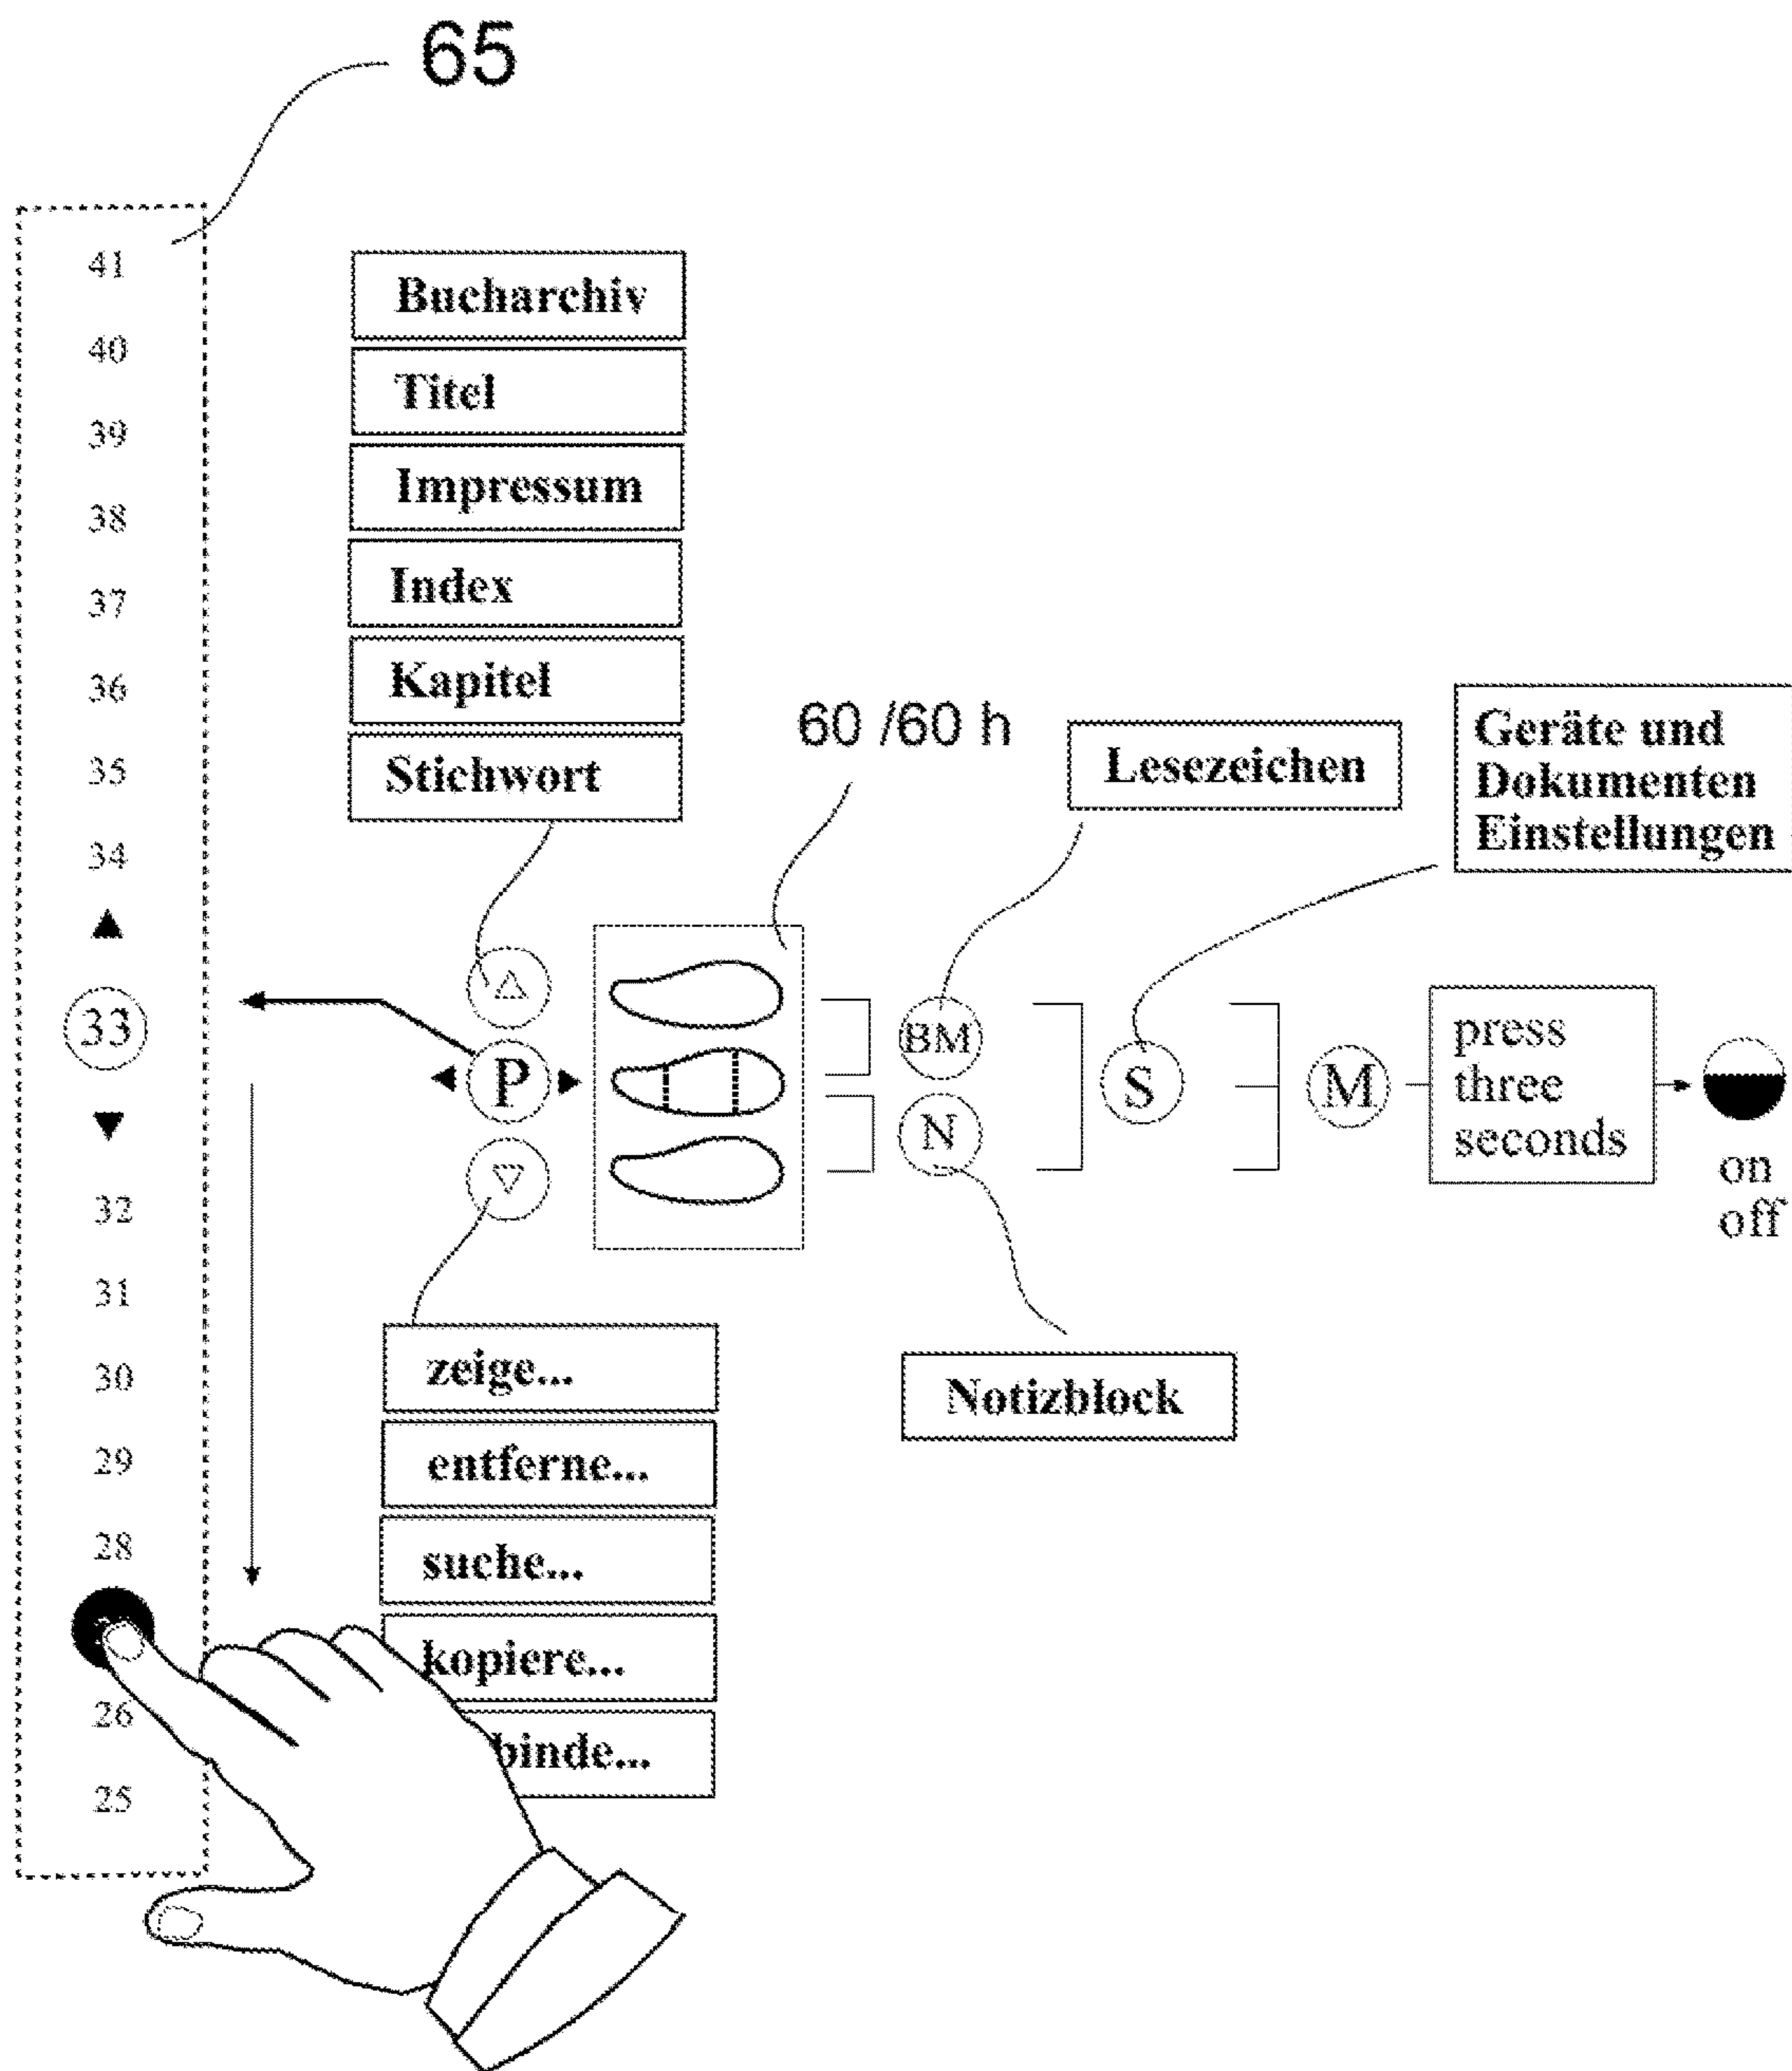 65
41
40
39
38
37
36
35
34
33
32
31
30
29
28
26
25
Bucharchiv
Titel
Impressum
Index
Kapitel
Stichwort
60 /60 h
Lesezeichen
Geräte und
Dokumenten
Einstellungen
P
BM
N
S
M
press
three
seconds
on
off
zeige...
entferne...
suche...
kopiere...
binde...
Notizblock